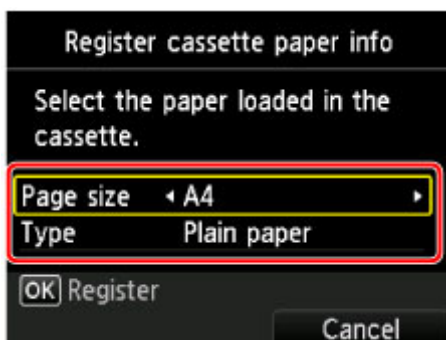 Register cassette paper info
Select the paper loaded in the
cassette.
Page size A4
Type Plain paper
OK Register
Cancel